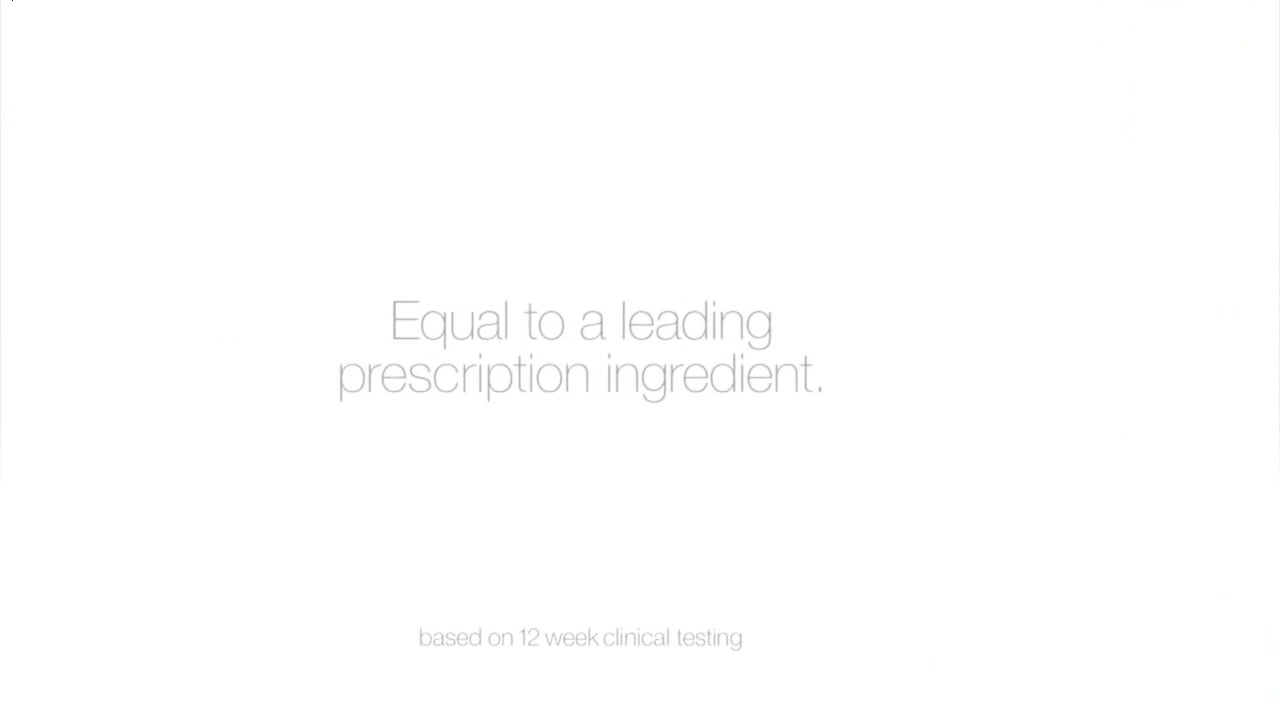 Equal to a leading
prescription ingredient.
based on 12 week clinical testing